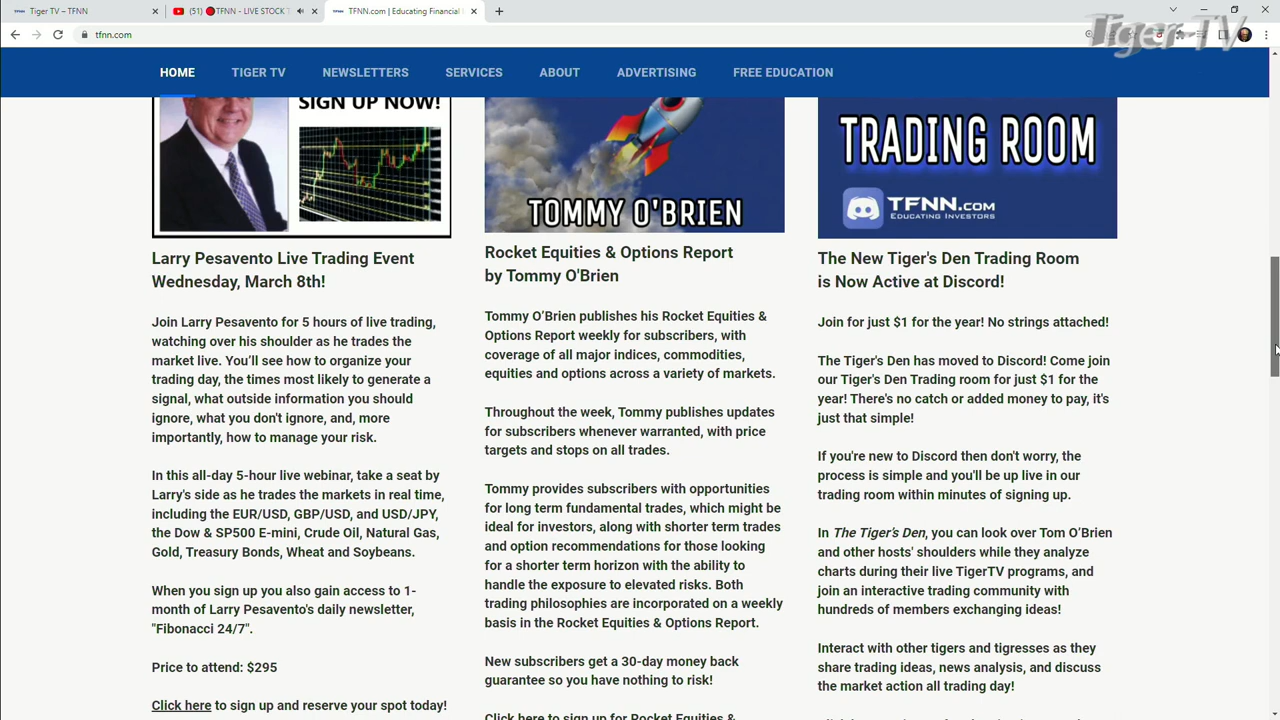 Tiger TV – TFNN
(51) 🔴TFNN - LIVE STOCK T
TFNN.com | Educating Financial
Tiger TV
tfnn.com
HOME
TIGER TV
NEWSLETTERS
SERVICES
ABOUT
ADVERTISING
FREE EDUCATION
SIGN UP NOW!
Larry Pesavento Live Trading Event
Wednesday, March 8th!
Join Larry Pesavento for 5 hours of live trading,
watching over his shoulder as he trades the
market live. You’ll see how to organize your
trading day, the times most likely to generate a
signal, what outside information you should
ignore, what you don't ignore, and, more
importantly, how to manage your risk.
In this all-day 5-hour live webinar, take a seat by
Larry's side as he trades the markets in real time,
including the EUR/USD, GBP/USD, and USD/JPY,
the Dow & SP500 E-mini, Crude Oil, Natural Gas,
Gold, Treasury Bonds, Wheat and Soybeans.
When you sign up you also gain access to 1-
month of Larry Pesavento's daily newsletter,
"Fibonacci 24/7".
Price to attend: $295
Click here to sign up and reserve your spot today!
TOMMY O'BRIEN
Rocket Equities & Options Report
by Tommy O'Brien
Tommy O’Brien publishes his Rocket Equities &
Options Report weekly for subscribers, with
coverage of all major indices, commodities,
equities and options across a variety of markets.
Throughout the week, Tommy publishes updates
for subscribers whenever warranted, with price
targets and stops on all trades.
Tommy provides subscribers with opportunities
for long term fundamental trades, which might be
ideal for investors, along with shorter term trades
and option recommendations for those looking
for a shorter term horizon with the ability to
handle the exposure to elevated risks. Both
trading philosophies are incorporated on a weekly
basis in the Rocket Equities & Options Report.
New subscribers get a 30-day money back
guarantee so you have nothing to risk!
Click here to sign up for Rocket Equities &
TRADING ROOM
TFNN.com
EDUCATING INVESTORS
The New Tiger's Den Trading Room
is Now Active at Discord!
Join for just $1 for the year! No strings attached!
The Tiger's Den has moved to Discord! Come join
our Tiger's Den Trading room for just $1 for the
year! There’s no catch or added money to pay, it's
just that simple!
If you're new to Discord then don't worry, the
process is simple and you'll be up live in our
trading room within minutes of signing up.
In The Tiger’s Den, you can look over Tom O’Brien
and other hosts' shoulders while they analyze
charts during their live TigerTV programs, and
join an interactive trading community with
hundreds of members exchanging ideas!
Interact with other tigers and tigresses as they
share trading ideas, news analysis, and discuss
the market action all trading day!